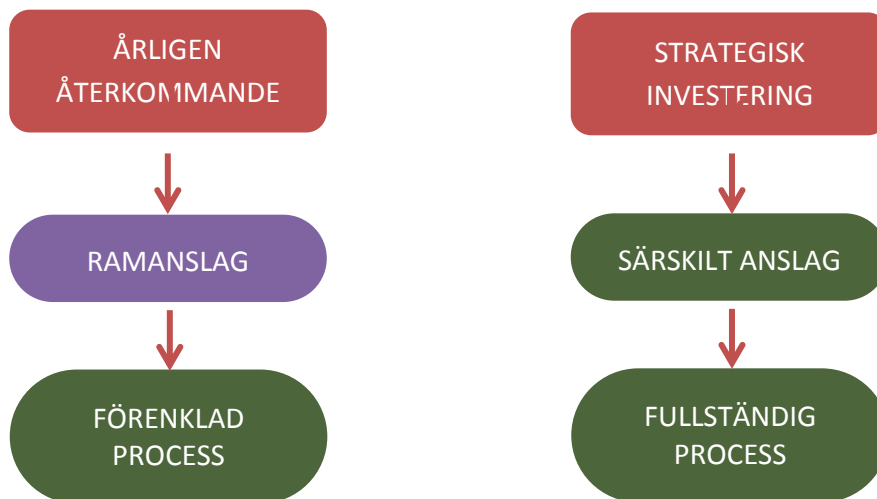 ÅRLIGEN
ÅTERKOMMANDE
STRATEGISK
INVESTERING
RAMANSLAG
SÄRSKILT ANSLAG
FÖRENKLAD
PROCESS
FULLSTÄNDIG
PROCESS